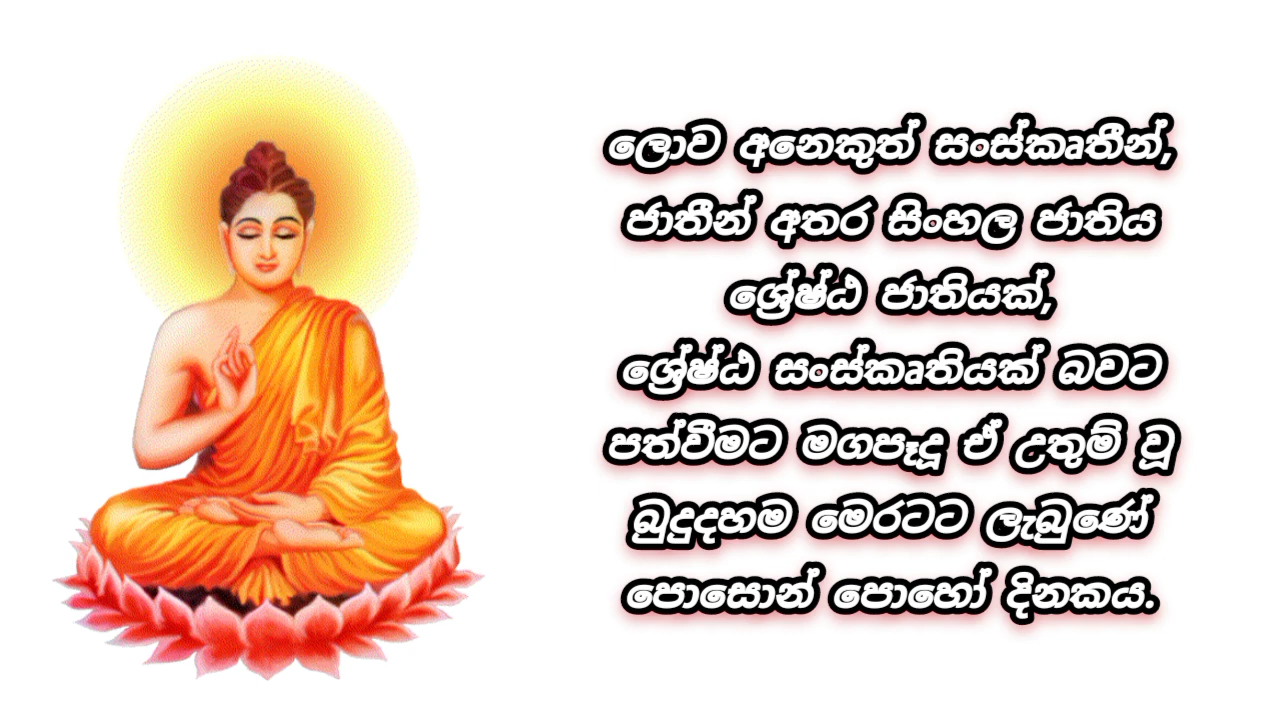 ලොව අනෙකුත් සංස්කෘතීන්,
ජාතීන් අතර සිංහල ජාතිය
ශ්‍රේෂ්ඨ ජාතියක්,
ශ්‍රේෂ්ඨ සංස්කෘතියක් බවට
පත්වීමට මගපෑදූ ඒ උතුම් වූ
බුදුදහම මෙරටට ලැබුණේ
පොසොන් පොහෝ දිනකය.